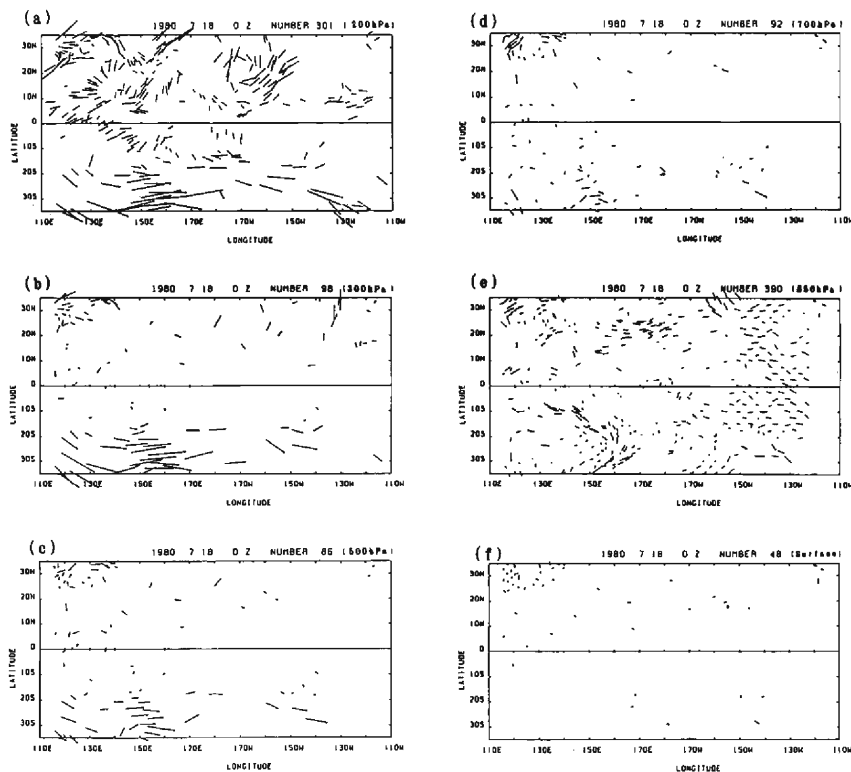 (a) 1980 7 18 0 Z NUMBER 301 (200kPa)
30N
20N
10N
0
10S
20S
30S
LATITUDE
110E 130E 150E 170E 170W 150W 130W 110W
LONGITUDE
(b) 1980 7 18 0 Z NUMBER 98 (300kPa)
30N
20N
10N
0
10S
20S
30S
LATITUDE
110E 130E 150E 170E 170W 150W 130W 110W
LONGITUDE
(c) 1980 7 18 0 Z NUMBER 86 (500kPa)
30N
20N
10N
0
10S
20S
30S
LATITUDE
110E 130E 150E 170E 170W 150W 130W 110W
LONGITUDE
(d) 1980 7 18 0 Z NUMBER 92 (700kPa)
30N
20N
10N
0
10S
20S
30S
LATITUDE
110E 130E 150E 170E 170W 150W 130W 110W
LONGITUDE
(e) 1980 7 18 0 Z NUMBER 390 (850kPa)
30N
20N
10N
0
10S
20S
30S
LATITUDE
110E 130E 150E 170E 170W 150W 130W 110W
LONGITUDE
(f) 1980 7 18 0 Z NUMBER 48 (Surface)
30N
20N
10N
0
10S
20S
30S
LATITUDE
110E 130E 150E 170E 170W 150W 130W 110W
LONGITUDE